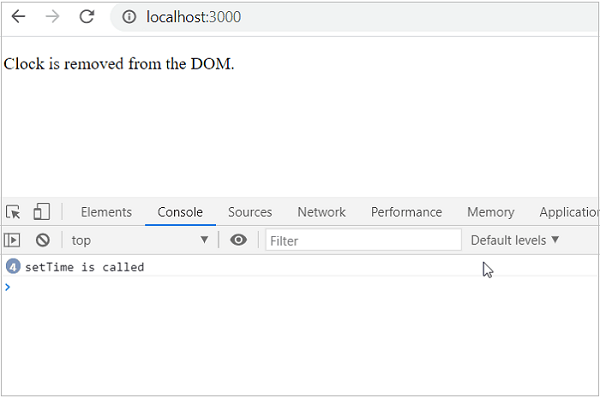 localhost:3000
Clock is removed from the DOM.
Elements Console Sources Network Performance Memory Application
top Filter Default levels
4 setTime is called